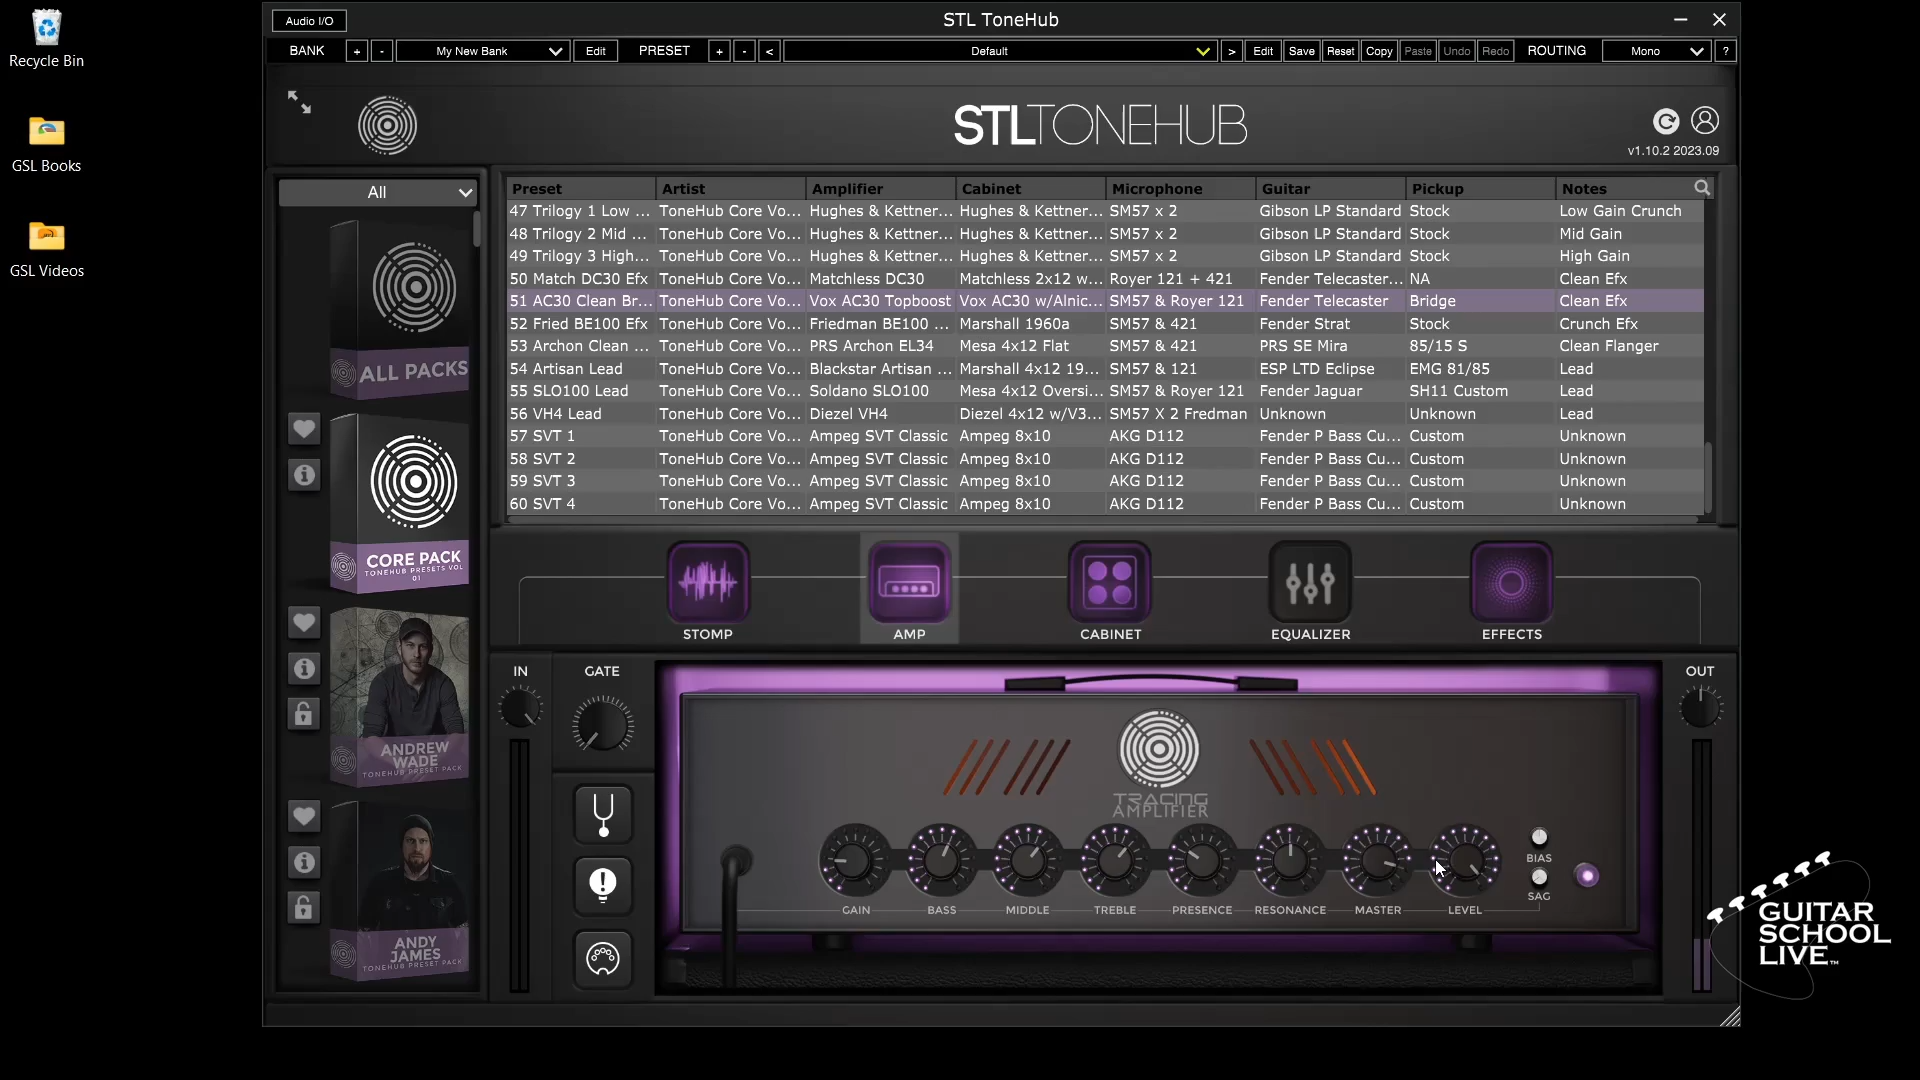 Recycle Bin
GSL Books
GSL Videos
Audio I/O
STL ToneHub
BANK + - My New Bank Edit PRESET + - < Default > Edit Save Reset Copy Paste Undo Redo ROUTING Mono ?
STLTONEHUB
v1.10.2 2023.09
All
ALL PACKS
CORE PACK
TONEHUB PRESETS VOL
01
ANDREW
WADE
TONEHUB PRESET PACK
ANDY
JAMES
TONEHUB PRESET PACK
Preset Artist Amplifier Cabinet Microphone Guitar Pickup Notes
47 Trilogy 1 Low ... ToneHub Core Vo... Hughes & Kettner... Hughes & Kettner... SM57 x 2 Gibson LP Standard Stock Low Gain Crunch
48 Trilogy 2 Mid ... ToneHub Core Vo... Hughes & Kettner... Hughes & Kettner... SM57 x 2 Gibson LP Standard Stock Mid Gain
49 Trilogy 3 High... ToneHub Core Vo... Hughes & Kettner... Hughes & Kettner... SM57 x 2 Gibson LP Standard Stock High Gain
50 Match DC30 Efx ToneHub Core Vo... Matchless DC30 Matchless 2x12 w... Royer 121 + 421 Fender Telecaster... NA Clean Efx
51 AC30 Clean Br... ToneHub Core Vo... Vox AC30 Topboost Vox AC30 w/Alnic... SM57 & Royer 121 Fender Telecaster Bridge Clean Efx
52 Fried BE100 Efx ToneHub Core Vo... Friedman BE100 ... Marshall 1960a SM57 & 421 Fender Strat Stock Crunch Efx
53 Archon Clean ... ToneHub Core Vo... PRS Archon EL34 Mesa 4x12 Flat SM57 & 421 PRS SE Mira 85/15 S Clean Flanger
54 Artisan Lead ToneHub Core Vo... Blackstar Artisan ... Marshall 4x12 19... SM57 & 121 ESP LTD Eclipse EMG 81/85 Lead
55 SLO100 Lead ToneHub Core Vo... Soldano SLO100 Mesa 4x12 Oversi... SM57 & Royer 121 Fender Jaguar SH11 Custom Lead
56 VH4 Lead ToneHub Core Vo... Diezel VH4 Diezel 4x12 w/V3... SM57 X 2 Fredman Unknown Unknown Lead
57 SVT 1 ToneHub Core Vo... Ampeg SVT Classic Ampeg 8x10 AKG D112 Fender P Bass Cu... Custom Unknown
58 SVT 2 ToneHub Core Vo... Ampeg SVT Classic Ampeg 8x10 AKG D112 Fender P Bass Cu... Custom Unknown
59 SVT 3 ToneHub Core Vo... Ampeg SVT Classic Ampeg 8x10 AKG D112 Fender P Bass Cu... Custom Unknown
60 SVT 4 ToneHub Core Vo... Ampeg SVT Classic Ampeg 8x10 AKG D112 Fender P Bass Cu... Custom Unknown
STOMP AMP CABINET EQUALIZER EFFECTS
IN GATE OUT
TRACING
AMPLIFIER
BIAS
SAG
GAIN BASS MIDDLE TREBLE PRESENCE RESONANCE MASTER LEVEL
GUITAR
SCHOOL
LIVE™